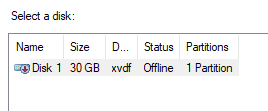 Select a disk:
Name Size D... Status Partitions
Disk 1 30 GB xvdf Offline 1 Partition